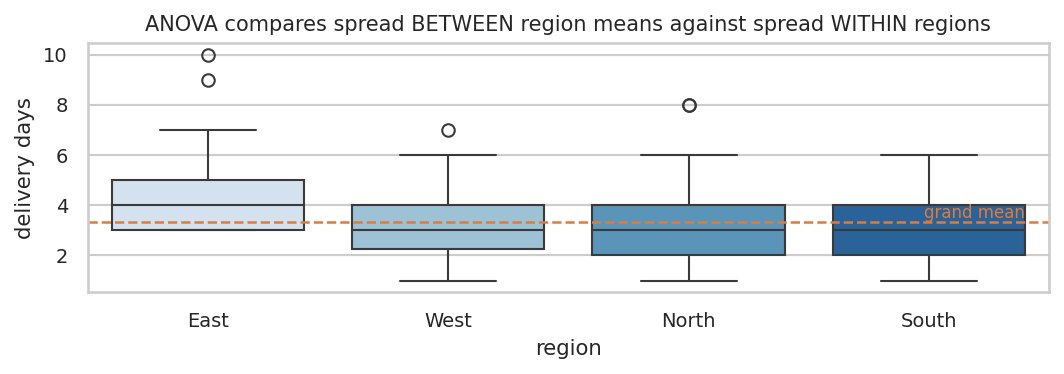 ANOVA compares spread BETWEEN region means against spread WITHIN regions
10
8
6
4
2
delivery days
grand mean
East West North South
region